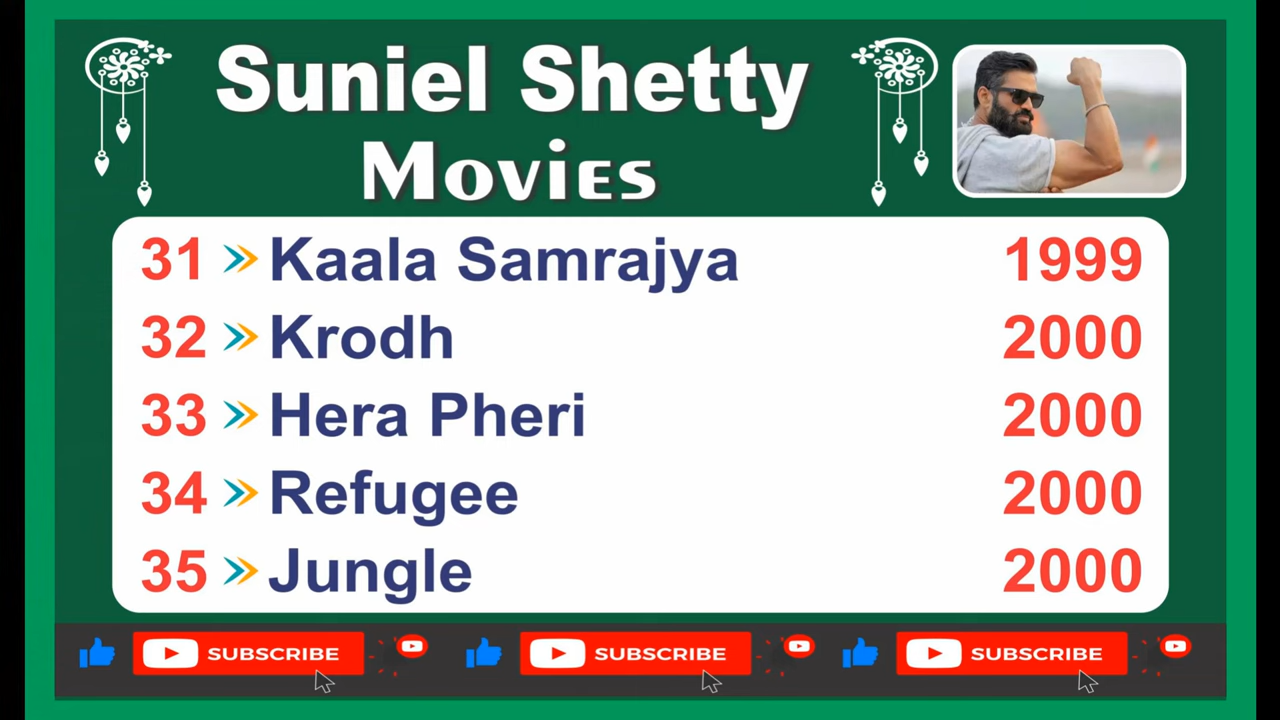 Suniel Shetty
Movies
31 Kaala Samrajya 1999
32 Krodh 2000
33 Hera Pheri 2000
34 Refugee 2000
35 Jungle 2000
SUBSCRIBE SUBSCRIBE SUBSCRIBE